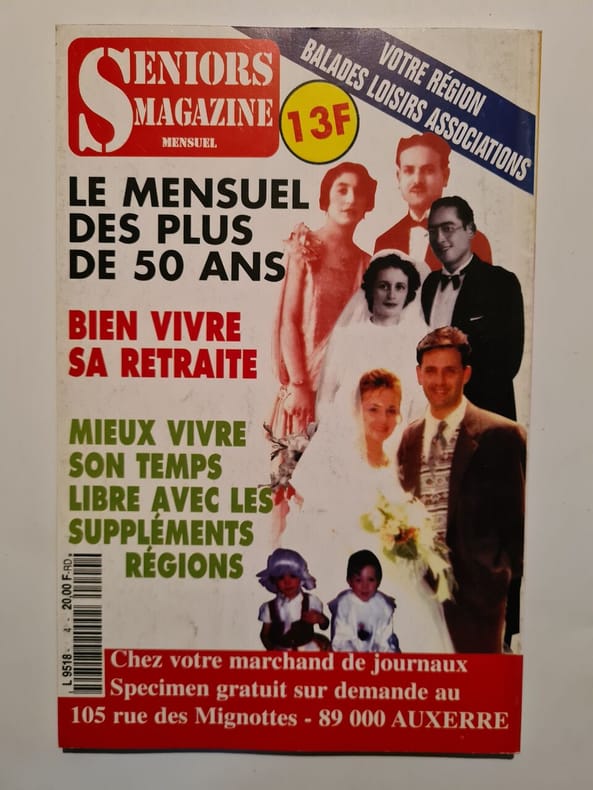 SENIORS
MAGAZINE
MENSUEL
13F
VOTRE RÉGION
BALADES LOISIRS ASSOCIATIONS
LE MENSUEL
DES PLUS
DE 50 ANS
BIEN VIVRE
SA RETRAITE
MIEUX VIVRE
SON TEMPS
LIBRE AVEC LES
SUPPLÉMENTS
RÉGIONS
L 9518 - 4 - 20,00 F-RD
Chez votre marchand de journaux
Specimen gratuit sur demande au
105 rue des Mignottes - 89 000 AUXERRE